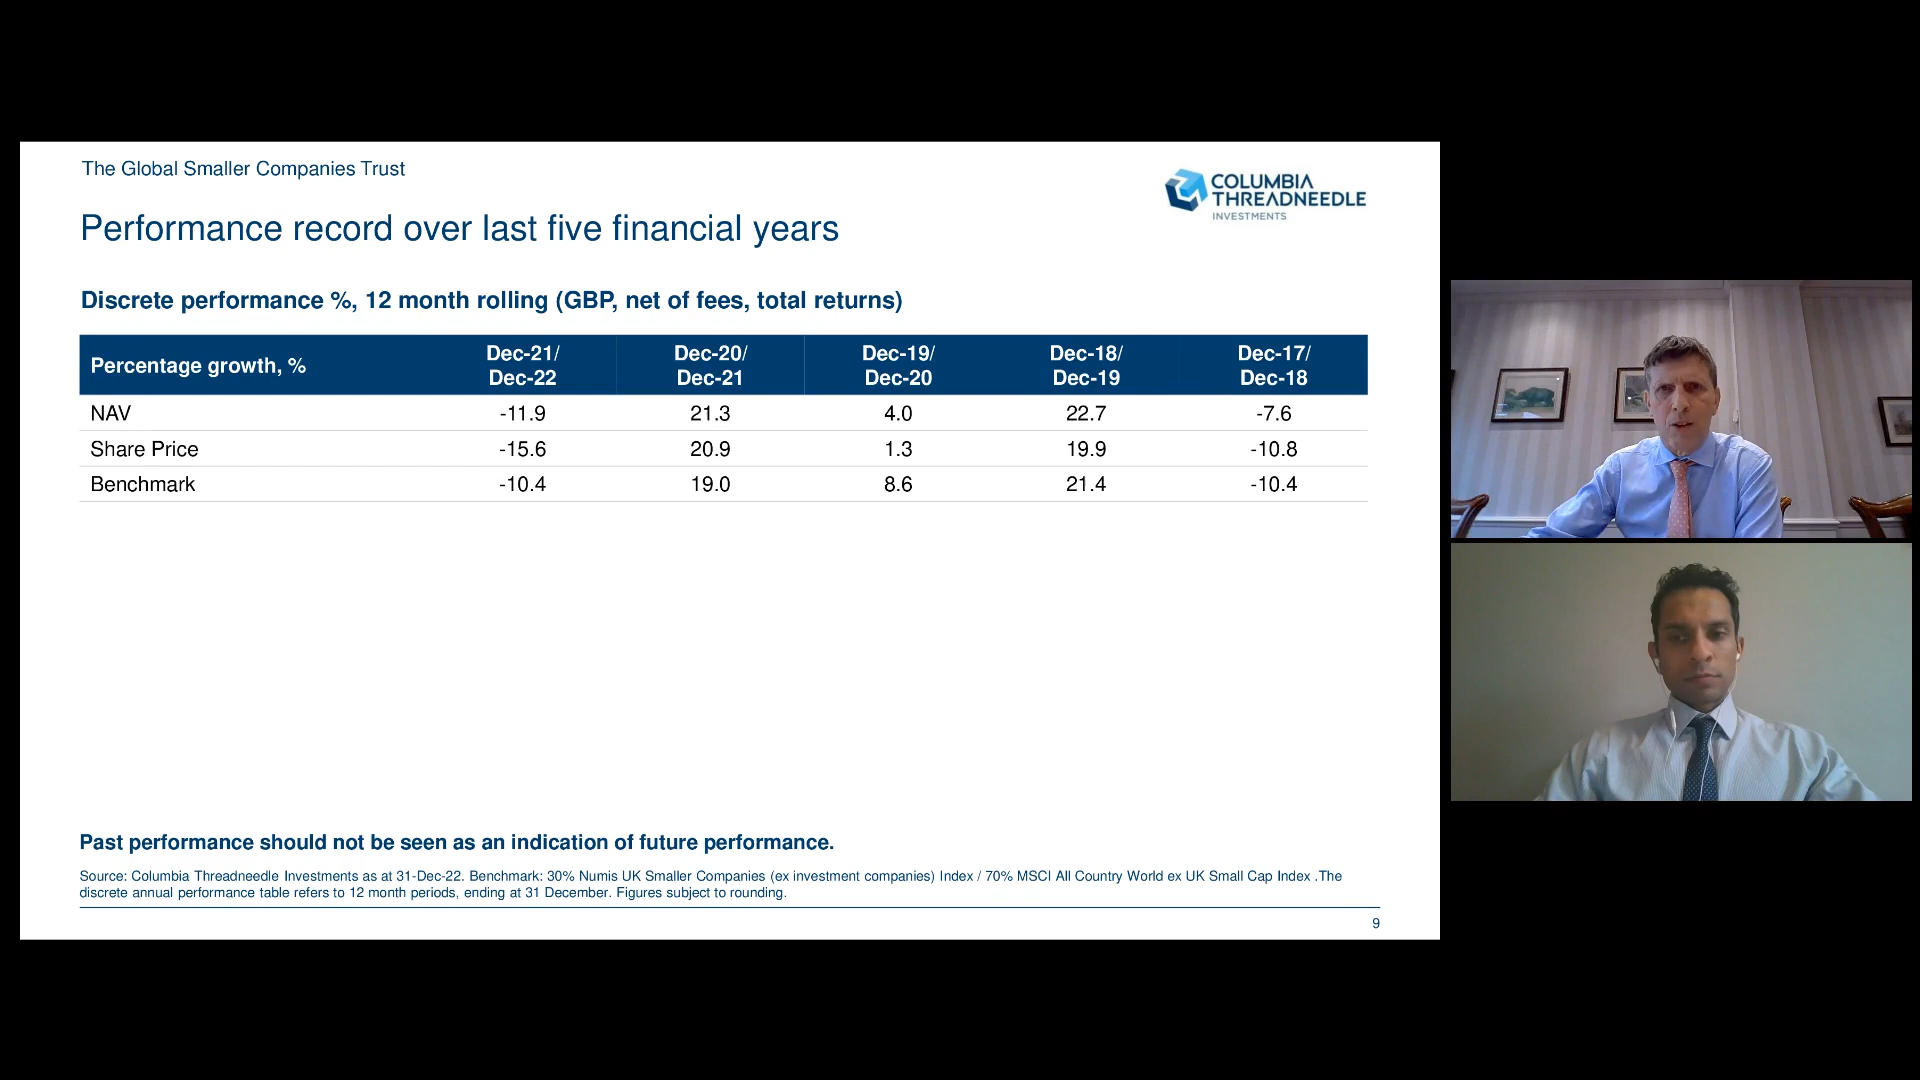 The Global Smaller Companies Trust
COLUMBIA
THREADNEEDLE
INVESTMENTS
Performance record over last five financial years
Discrete performance %, 12 month rolling (GBP, net of fees, total returns)
Percentage growth, % Dec-21/ Dec-22 Dec-20/ Dec-21 Dec-19/ Dec-20 Dec-18/ Dec-19 Dec-17/ Dec-18
NAV -11.9 21.3 4.0 22.7 -7.6
Share Price -15.6 20.9 1.3 19.9 -10.8
Benchmark -10.4 19.0 8.6 21.4 -10.4
Past performance should not be seen as an indication of future performance.
Source: Columbia Threadneedle Investments as at 31-Dec-22. Benchmark: 30% Numis UK Smaller Companies (ex investment companies) Index / 70% MSCI All Country World ex UK Small Cap Index .The
discrete annual performance table refers to 12 month periods, ending at 31 December. Figures subject to rounding.
9